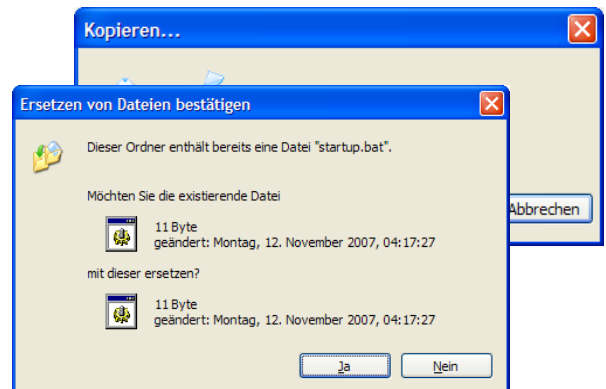 Kopieren...
Ersetzen von Dateien bestätigen
Dieser Ordner enthält bereits eine Datei "startup.bat".
Möchten Sie die existierende Datei
11 Byte
geändert: Montag, 12. November 2007, 04:17:27
mit dieser ersetzen?
11 Byte
geändert: Montag, 12. November 2007, 04:17:27
Abbrechen
Ja
Nein